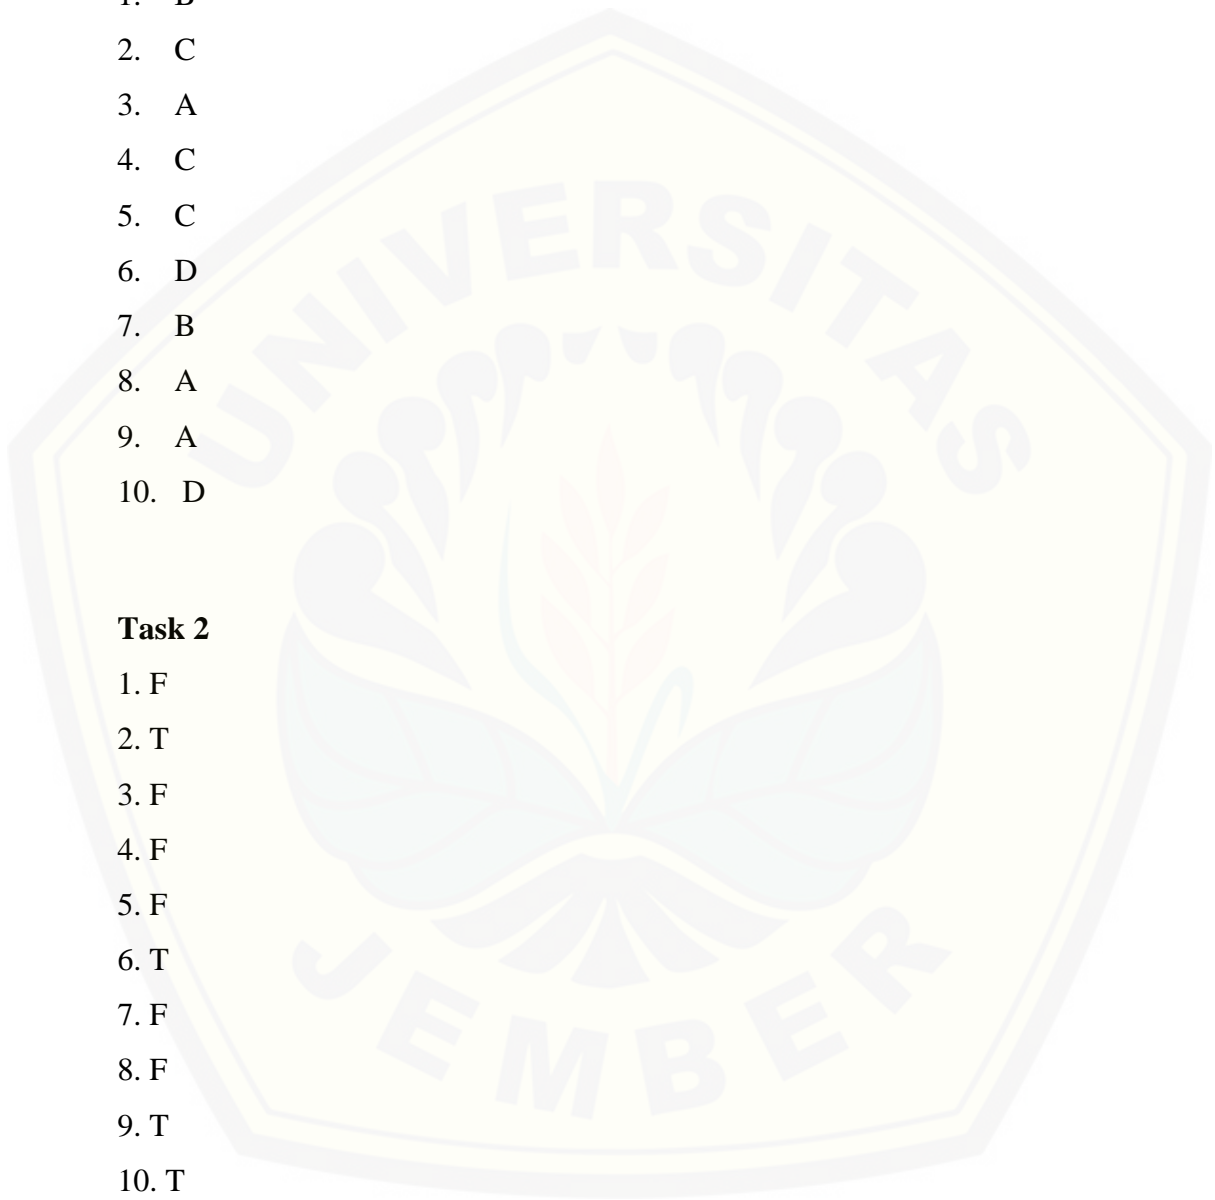 1. B
2. C
3. A
4. C
5. C
6. D
7. B
8. A
9. A
10. D
Task 2
1. F
2. T
3. F
4. F
5. F
6. T
7. F
8. F
9. T
10. T
UNIVERSITAS
JEMBER